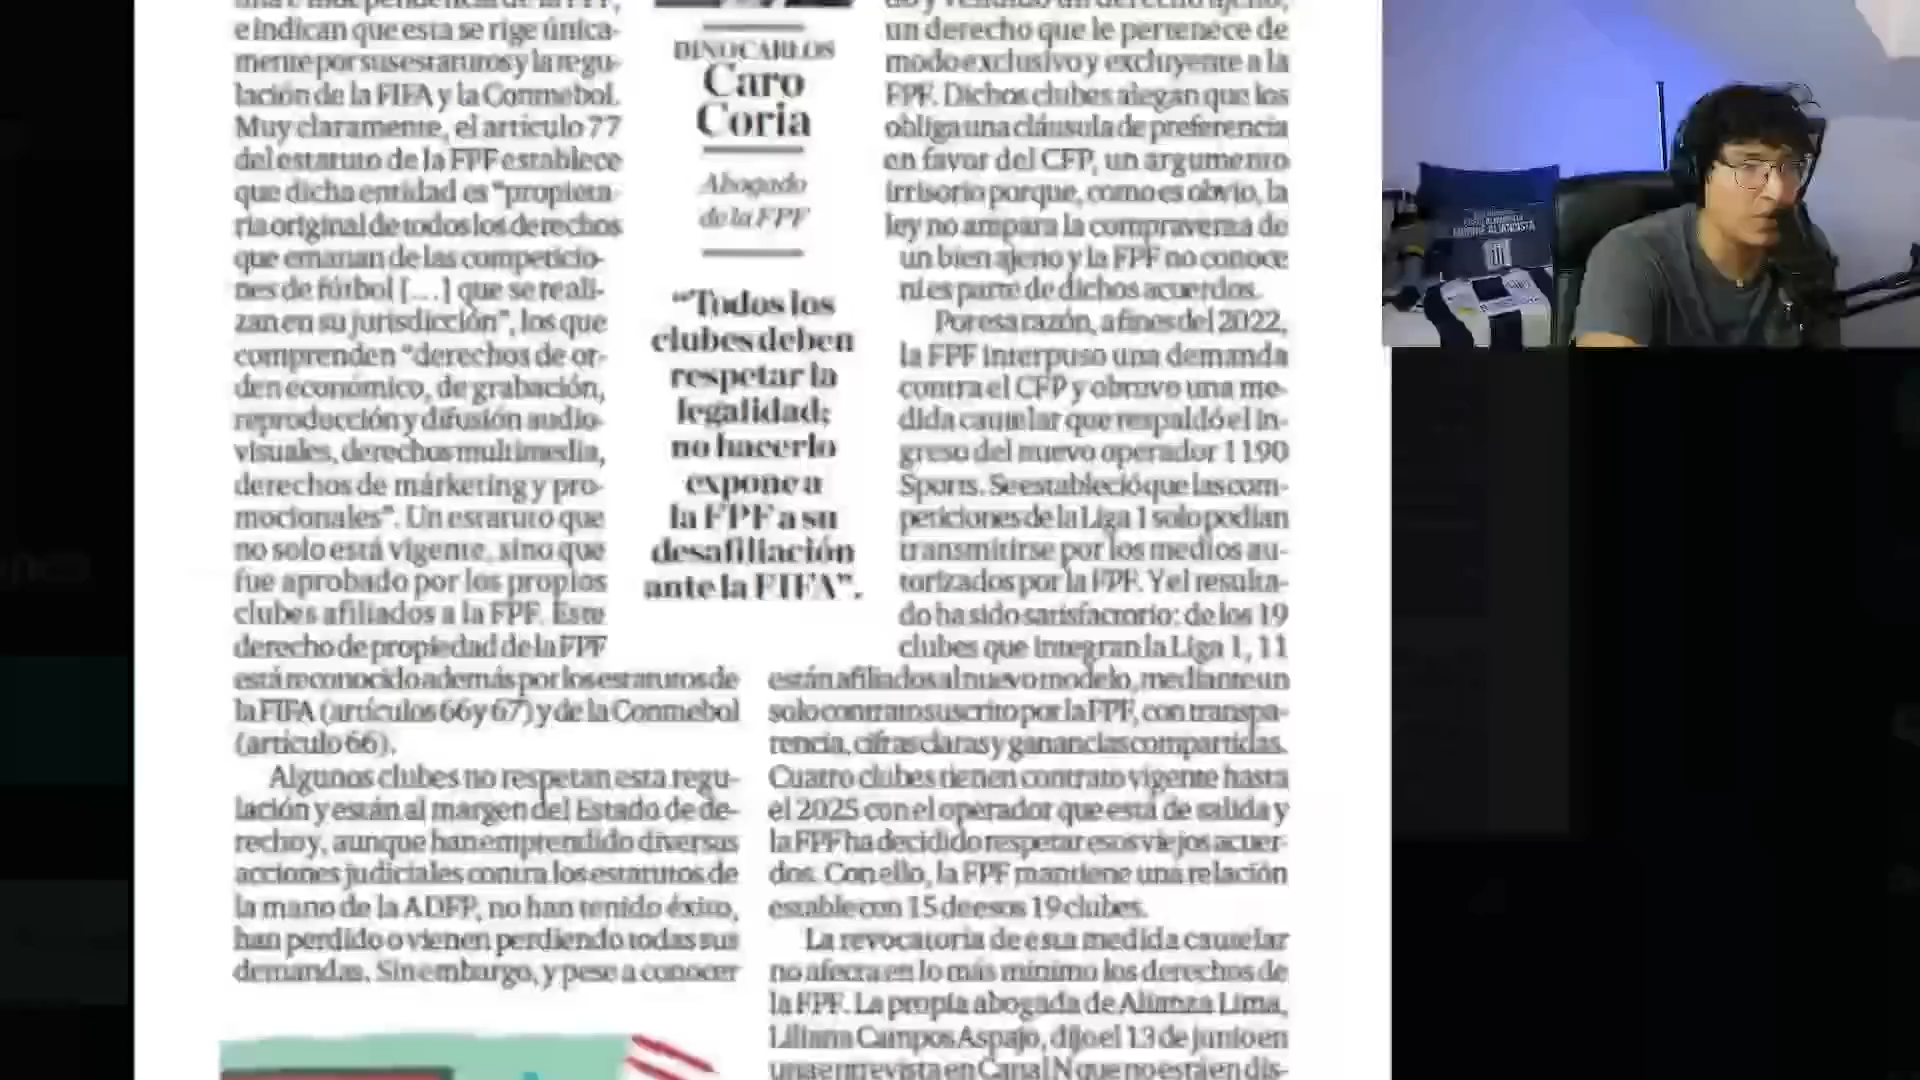 e indican que esta se rige única-
mente por sus estatutos y la regu-
lación de la FIFA y la Conmebol.
Muy claramente, el artículo 77
del estatuto de la FPF establece
que dicha entidad es “propieta-
ria original de todos los derechos
que emanan de las competicio-
nes de fútbol [...] que se reali-
zan en su jurisdicción”, los que
comprenden “derechos de or-
den económico, de grabación,
reproducción y difusión audio-
visuales, derechos multimedia,
derechos de márketing y pro-
mocionales”. Un estatuto que
no solo está vigente, sino que
fue aprobado por los propios
clubes afiliados a la FPF. Este
derecho de propiedad de la FPF
está reconocido además por los estatutos de
la FIFA (artículos 66 y 67) y de la Conmebol
(artículo 66).
Algunos clubes no respetan esta regu-
lación y están al margen del Estado de de-
recho y, aunque han emprendido diversas
acciones judiciales contra los estatutos de
la mano de la ADFP, no han tenido éxito,
han perdido o vienen perdiendo todas sus
demandas. Sin embargo, y pese a conocer
DINO CARLOS
Caro
Coria
Abogado
de la FPF
“Todos los
clubes deben
respetar la
legalidad;
no hacerlo
expone a
la FPF a su
desafiliación
ante la FIFA”.
un derecho que le pertenece de
modo exclusivo y excluyente a la
FPF. Dichos clubes alegan que los
obliga una cláusula de preferencia
en favor del CFP, un argumento
irrisorio porque, como es obvio, la
ley no ampara la compraventa de
un bien ajeno y la FPF no conoce
ni es parte de dichos acuerdos.
Por esa razón, a fines del 2022,
la FPF interpuso una demanda
contra el CFP y obtuvo una me-
dida cautelar que respaldó el in-
greso del nuevo operador 1190
Sports. Se estableció que las com-
peticiones de la Liga 1 solo podían
transmitirse por los medios au-
torizados por la FPF. Y el resulta-
do ha sido satisfactorio: de los 19
clubes que integran la Liga 1, 11
están afiliados al nuevo modelo, mediante un
solo contrato suscrito por la FPF, con transpa-
rencia, cifras claras y ganancias compartidas.
Cuatro clubes tienen contrato vigente hasta
el 2025 con el operador que está de salida y
la FPF ha decidido respetar esos viejos acuer-
dos. Con ello, la FPF mantiene una relación
estable con 15 de esos 19 clubes.
La revocatoria de esta medida cautelar
no afecta en lo más mínimo los derechos de
la FPF. La propia abogada de Alianza Lima,
Liliana Campos Aspajo, dijo el 13 de junio en
una entrevista en Canal N que no está en dis-